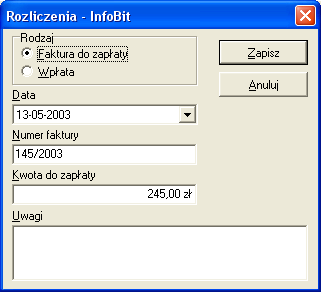 Rozliczenia - InfoBit
Rodzaj
Faktura do zapłaty
Wpłata
Zapisz
Anuluj
Data
13-05-2003
Numer faktury
145/2003
Kwota do zapłaty
245,00 zł
Uwagi